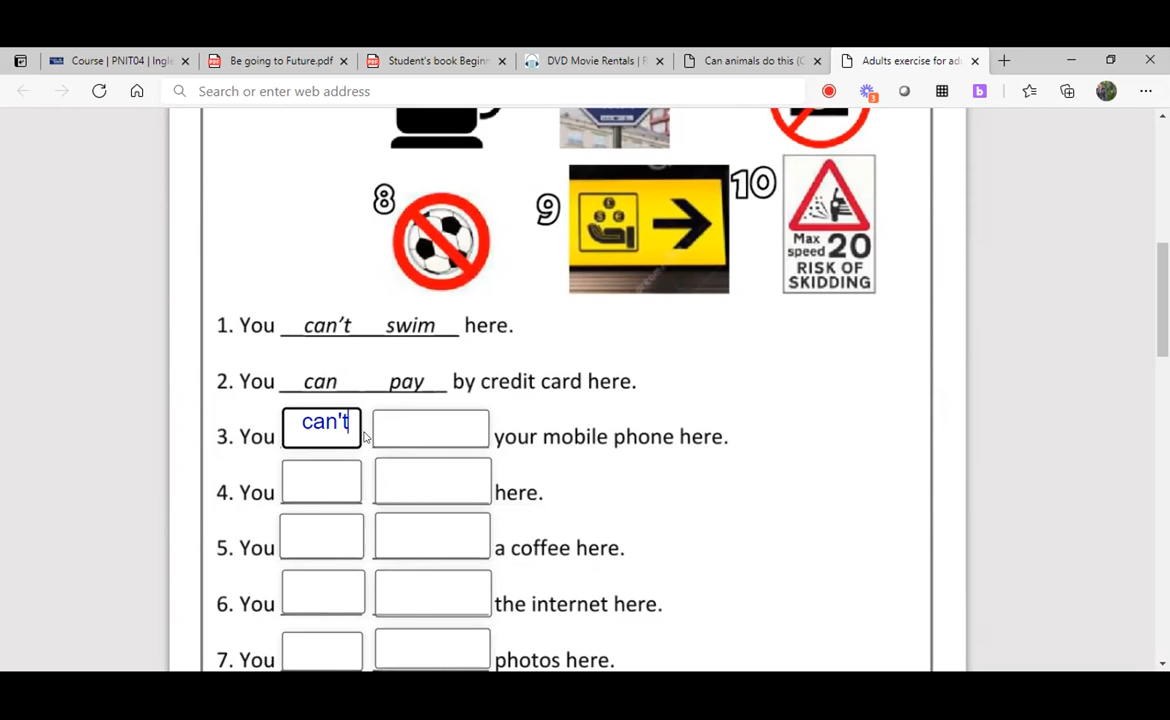 Course | PNIT04 | Ingle
Be going to Future.pdf
Student's book Beginn
DVD Movie Rentals | R
Can animals do this (C
Adults exercise for adu
Search or enter web address
3
8
9
10
Max
speed 20
RISK OF
SKIDDING
1. You can't swim here.
2. You can pay by credit card here.
3. You can't your mobile phone here.
4. You here.
5. You a coffee here.
6. You the internet here.
7. You photos here.